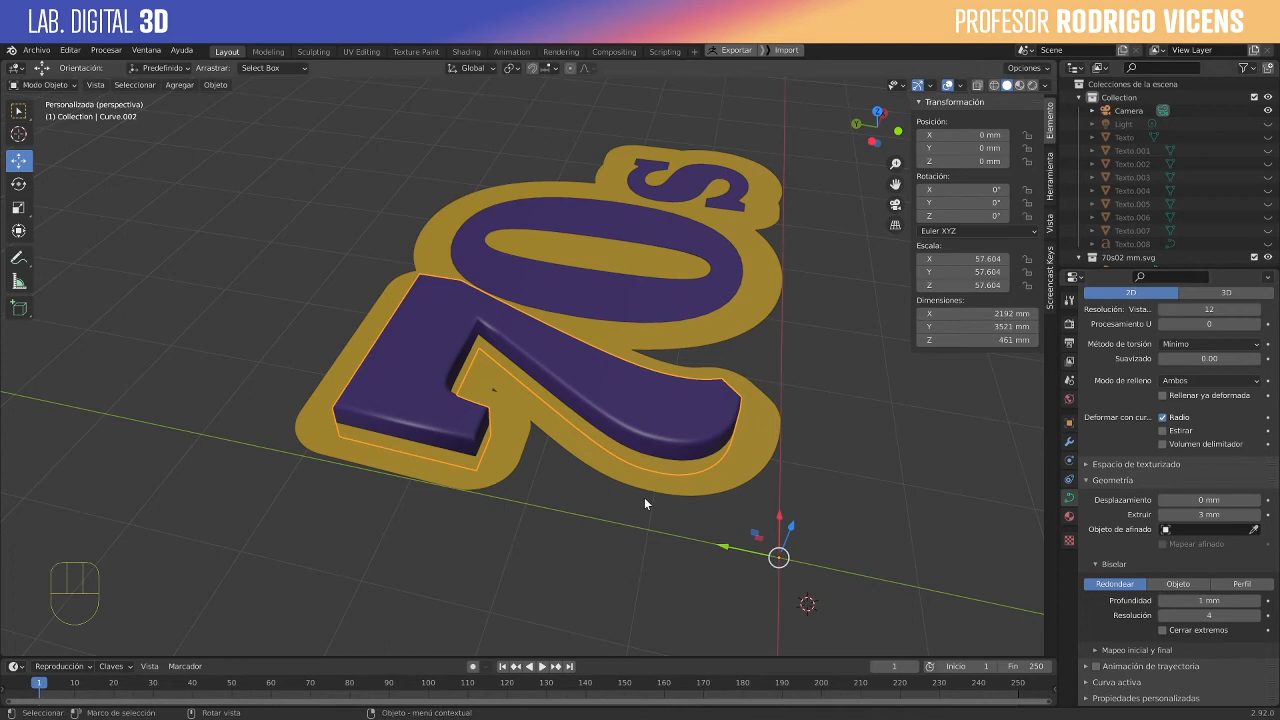 LAB. DIGITAL 3D
PROFESOR RODRIGO VICENS
Archivo Editar Procesar Ventana Ayuda
Layout Modeling Sculpting UV Editing Texture Paint Shading Animation Rendering Compositing Scripting +
Exportar Import
Scene
View Layer
Orientación: Predefinido Arrastrar: Select Box
Global
Opciones
Modo Objeto Vista Seleccionar Agregar Objeto
Personalizada (perspectiva)
(1) Collection | Curve.002
Z
Y
70S
Transformación
Posición:
X 0 mm
Y 0 mm
Z 0 mm
Rotación:
X 0°
Y 0°
Z 0°
Euler XYZ
Escala:
X 57.604
Y 57.604
Z 57.604
Dimensiones:
X 2192 mm
Y 3521 mm
Z 461 mm
Elemento
Herramienta
Vista
Screencast Keys
Colecciones de la escena
Collection
Camera
Light
Texto
Texto.001
Texto.002
Texto.003
Texto.004
Texto.005
Texto.006
Texto.007
Texto.008
70s02 mm.svg
2D 3D
Resolución: Vista... 12
Procesamiento U 0
Método de torsión Mínimo
Suavizado 0.00
Modo de relleno Ambos
Rellenar ya deformada
Deformar con cur... Radio
Estirar
Volumen delimitador
Espacio de texturizado
Geometría
Desplazamiento 0 mm
Extruir 3 mm
Objeto de afinado
Mapear afinado
Biselar
Redondear Objeto Perfil
Profundidad 1 mm
Resolución 4
Cerrar extremos
Mapeo inicial y final
Animación de trayectoria
Curva activa
Propiedades personalizadas
Reproducción Claves Vista Marcador
1 Inicio 1 Fin 250
1 10 20 30 40 50 60 70 80 90 100 110 120 130 140 150 160 170 180 190 200 210 220 230 240 250
Seleccionar Selección de marco Rotar vista Objeto - menú contextual 2.92.0